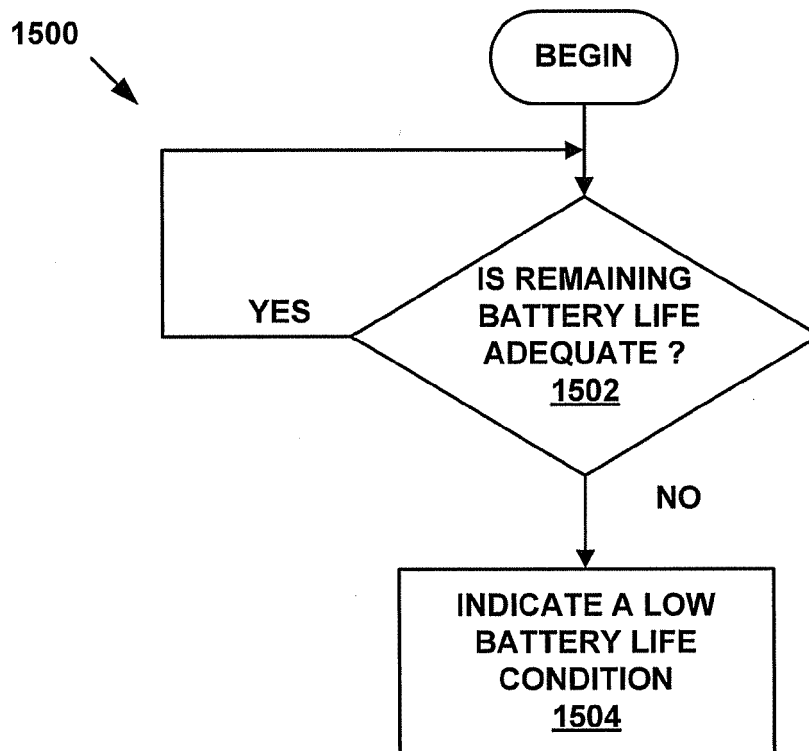 1500
BEGIN
IS REMAINING
BATTERY LIFE
ADEQUATE ?
1502
YES
NO
INDICATE A LOW
BATTERY LIFE
CONDITION
1504